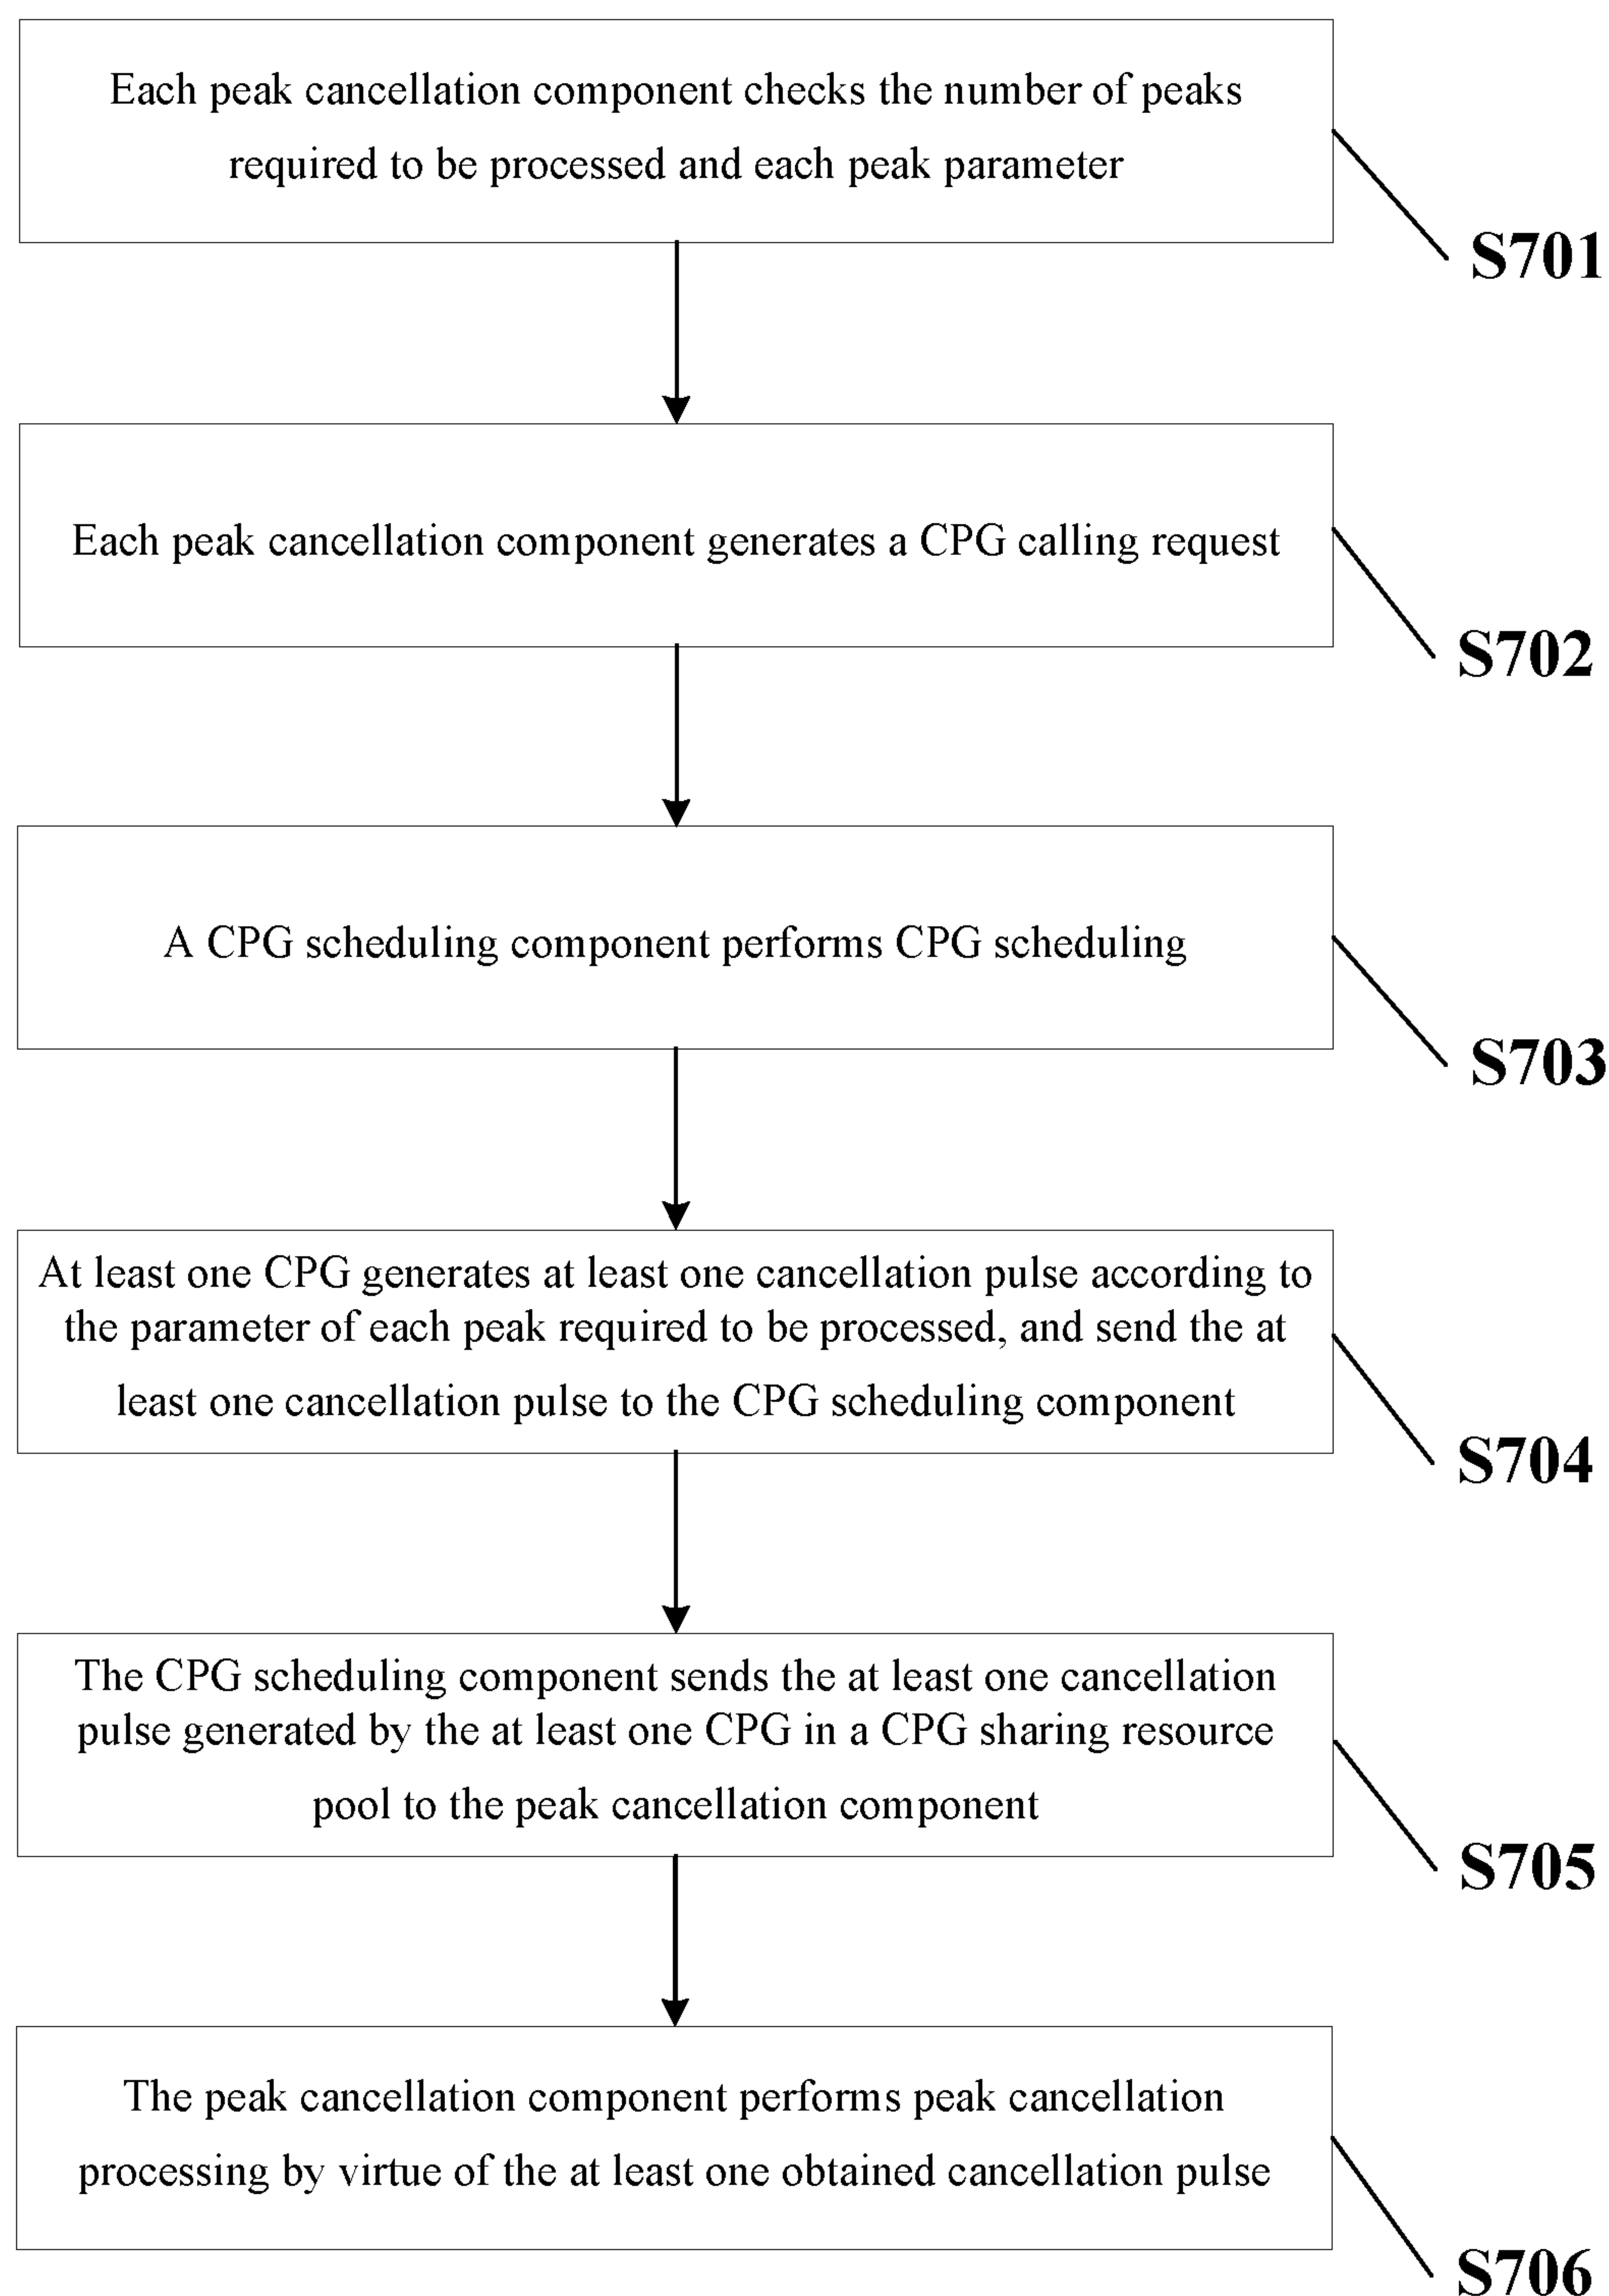 Each peak cancellation component checks the number of peaks
required to be processed and each peak parameter
S701
Each peak cancellation component generates a CPG calling request
S702
A CPG scheduling component performs CPG scheduling
S703
At least one CPG generates at least one cancellation pulse according to
the parameter of each peak required to be processed, and send the at
least one cancellation pulse to the CPG scheduling component
S704
The CPG scheduling component sends the at least one cancellation
pulse generated by the at least one CPG in a CPG sharing resource
pool to the peak cancellation component
S705
The peak cancellation component performs peak cancellation
processing by virtue of the at least one obtained cancellation pulse
S706